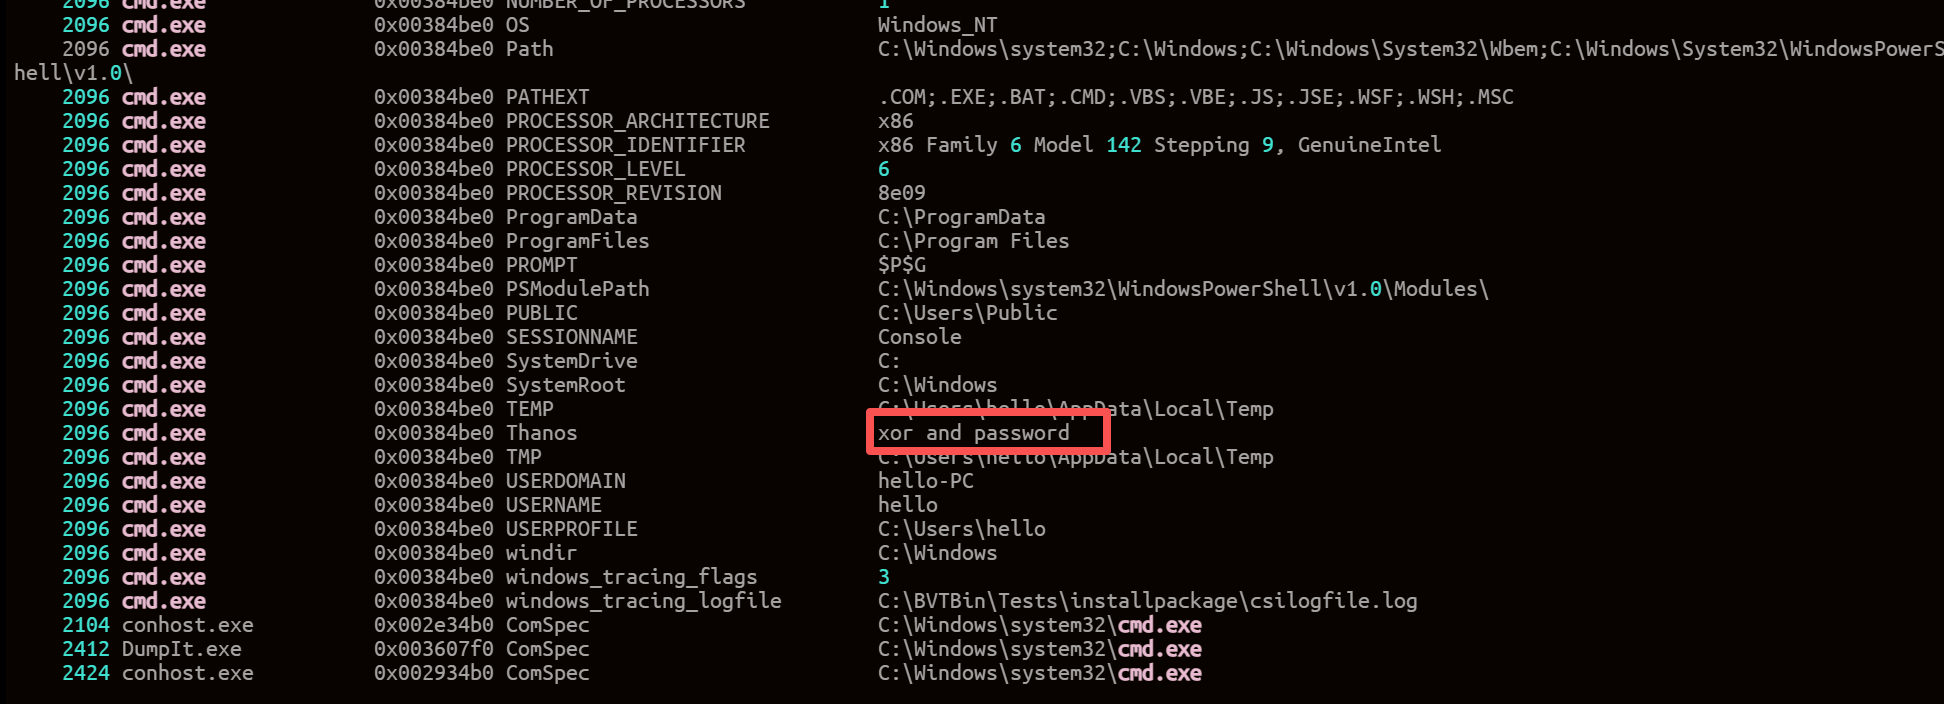 2096 cmd.exe 0x00384be0 NUMBER_OF_PROCESSORS 1
2096 cmd.exe 0x00384be0 OS Windows_NT
2096 cmd.exe 0x00384be0 Path C:\Windows\system32;C:\Windows;C:\Windows\System32\Wbem;C:\Windows\System32\WindowsPowerS
hell\v1.0\
2096 cmd.exe 0x00384be0 PATHEXT .COM;.EXE;.BAT;.CMD;.VBS;.VBE;.JS;.JSE;.WSF;.WSH;.MSC
2096 cmd.exe 0x00384be0 PROCESSOR_ARCHITECTURE x86
2096 cmd.exe 0x00384be0 PROCESSOR_IDENTIFIER x86 Family 6 Model 142 Stepping 9, GenuineIntel
2096 cmd.exe 0x00384be0 PROCESSOR_LEVEL 6
2096 cmd.exe 0x00384be0 PROCESSOR_REVISION 8e09
2096 cmd.exe 0x00384be0 ProgramData C:\ProgramData
2096 cmd.exe 0x00384be0 ProgramFiles C:\Program Files
2096 cmd.exe 0x00384be0 PROMPT $P$G
2096 cmd.exe 0x00384be0 PSModulePath C:\Windows\system32\WindowsPowerShell\v1.0\Modules\
2096 cmd.exe 0x00384be0 PUBLIC C:\Users\Public
2096 cmd.exe 0x00384be0 SESSIONNAME Console
2096 cmd.exe 0x00384be0 SystemDrive C:
2096 cmd.exe 0x00384be0 SystemRoot C:\Windows
2096 cmd.exe 0x00384be0 TEMP C:\Users\hello\AppData\Local\Temp
2096 cmd.exe 0x00384be0 Thanos xor and password
2096 cmd.exe 0x00384be0 TMP C:\Users\hello\AppData\Local\Temp
2096 cmd.exe 0x00384be0 USERDOMAIN hello-PC
2096 cmd.exe 0x00384be0 USERNAME hello
2096 cmd.exe 0x00384be0 USERPROFILE C:\Users\hello
2096 cmd.exe 0x00384be0 windir C:\Windows
2096 cmd.exe 0x00384be0 windows_tracing_flags 3
2096 cmd.exe 0x00384be0 windows_tracing_logfile C:\BVTBin\Tests\installpackage\csilogfile.log
2104 conhost.exe 0x002e34b0 ComSpec C:\Windows\system32\cmd.exe
2412 DumpIt.exe 0x003607f0 ComSpec C:\Windows\system32\cmd.exe
2424 conhost.exe 0x002934b0 ComSpec C:\Windows\system32\cmd.exe